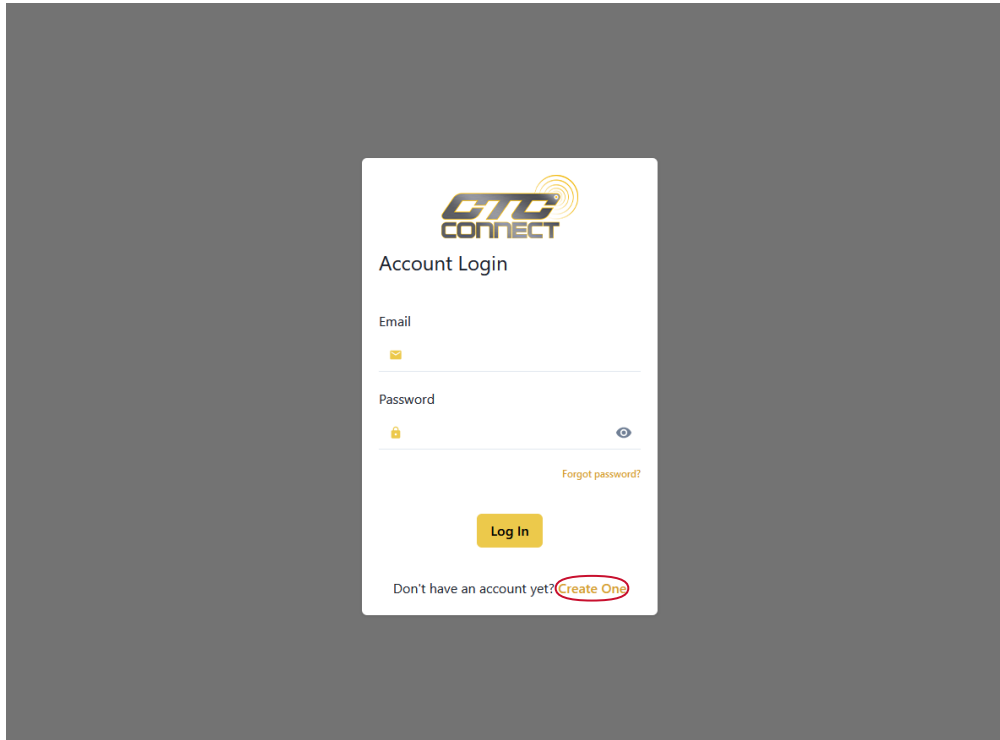 CTC
CONNECT
Account Login
Email
Password
Forgot password?
Log In
Don't have an account yet? Create One